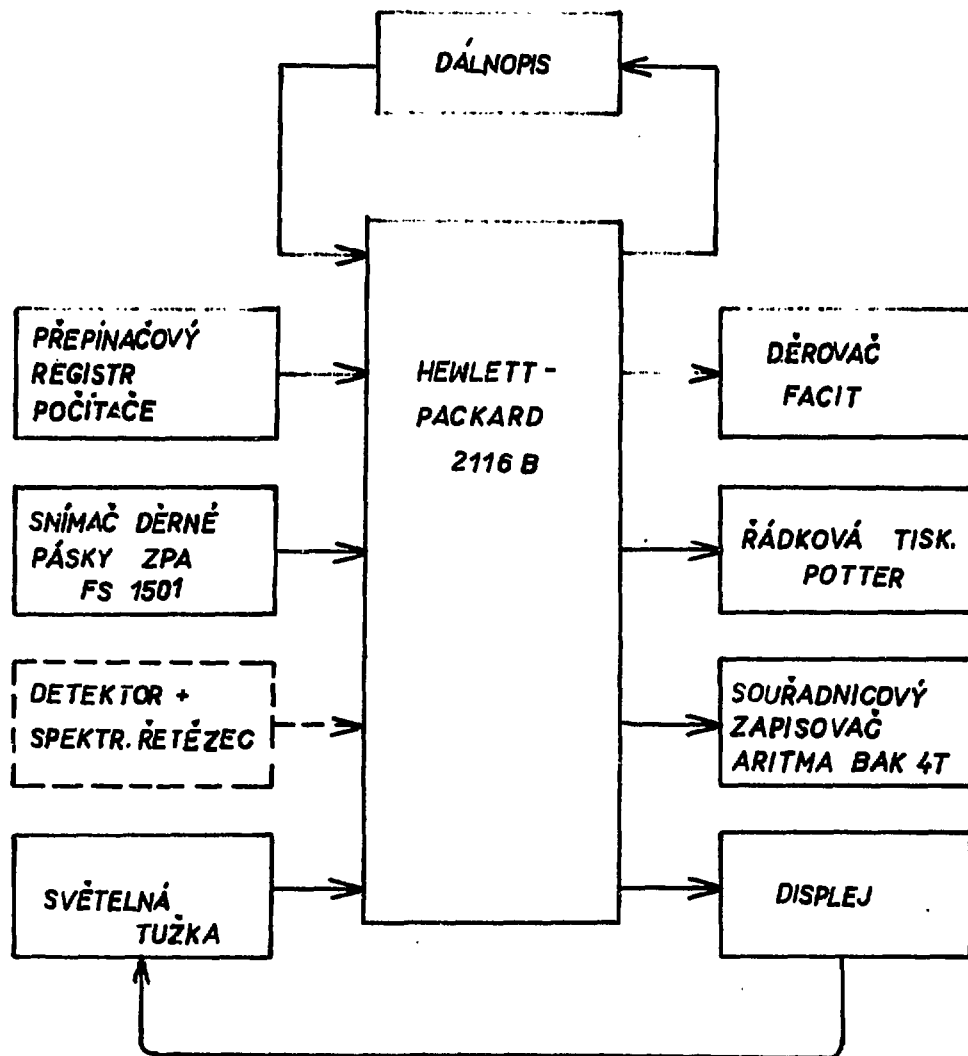 DÁLNOPIS
PŘEPÍNAČOVÝ
REGISTR
POČÍTAČE
SNÍMAČ DĚRNÉ
PÁSKY ZPA
FS 1501
DETEKTOR +
SPEKTR. ŘETĚZEC
SVĚTELNÁ
TUŽKA
HEWLETT -
PACKARD
2116 B
DĚROVAČ
FACIT
ŘÁDKOVÁ TISK.
POTTER
SOUŘADNICOVÝ
ZAPISOVAČ
ARITMA BAK 4T
DISPLEJ